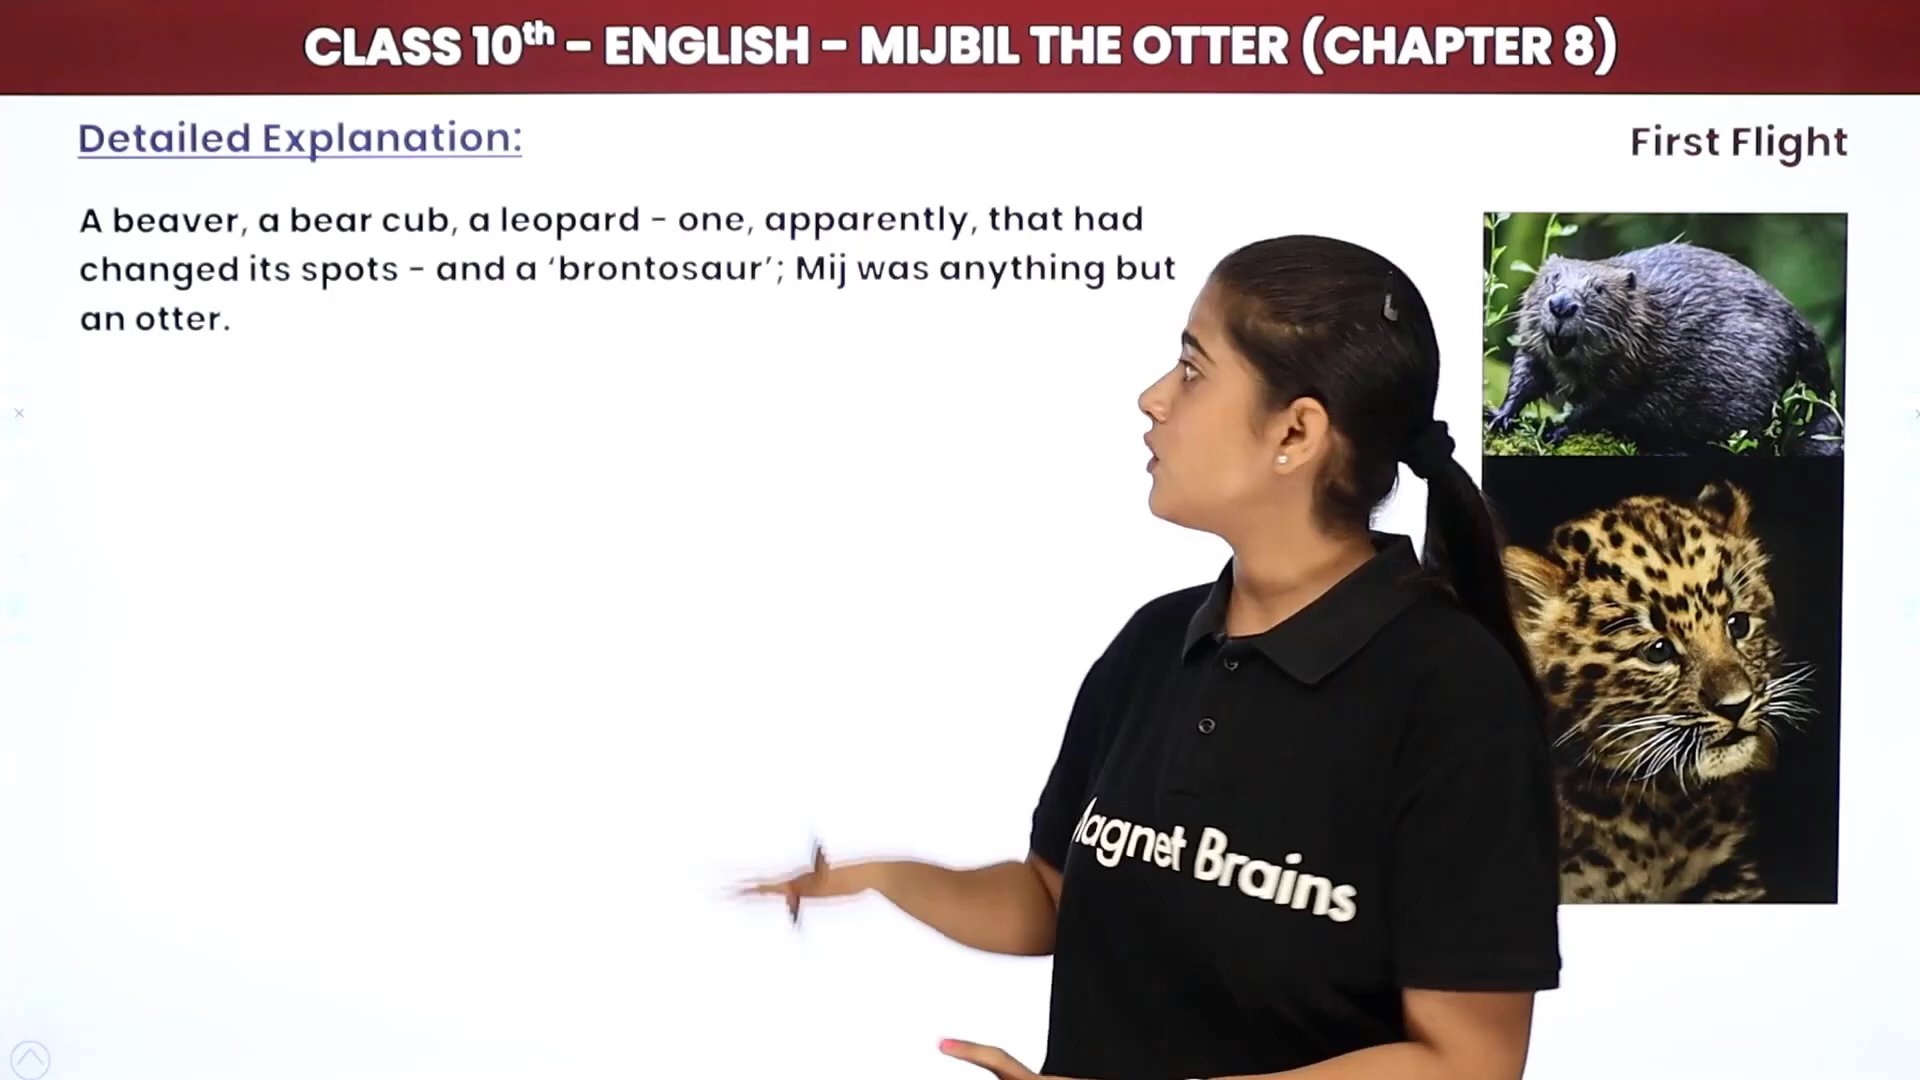 CLASS 10th – ENGLISH – MIJBIL THE OTTER (CHAPTER 8)
Detailed Explanation:
First Flight
A beaver, a bear cub, a leopard – one, apparently, that had
changed its spots – and a ‘brontosaur’; Mij was anything but
an otter.
Magnet Brains